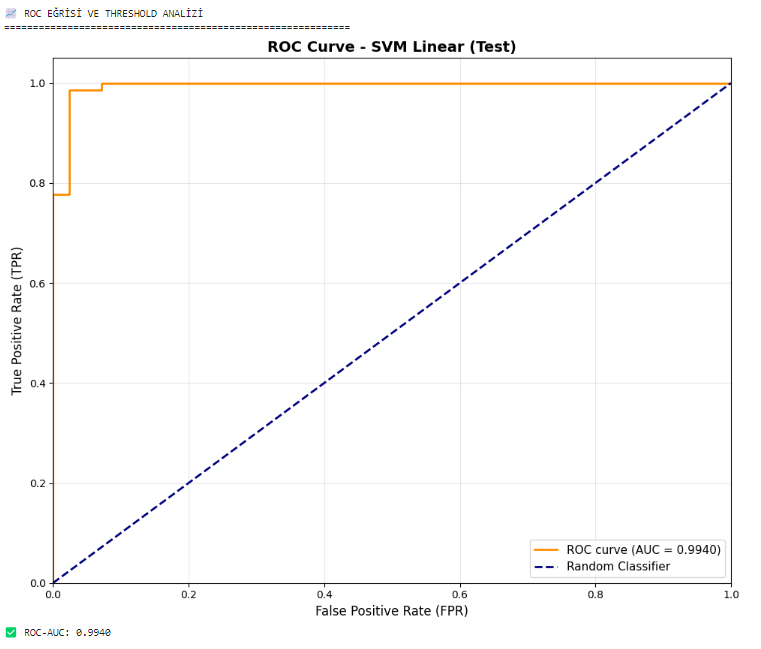 📈 ROC EĞRİSİ VE THRESHOLD ANALİZİ
============================================================
ROC Curve - SVM Linear (Test)
1.0
0.8
0.6
0.4
0.2
0.0
True Positive Rate (TPR)
ROC curve (AUC = 0.9940)
Random Classifier
0.0 0.2 0.4 0.6 0.8 1.0
False Positive Rate (FPR)
✅ ROC-AUC: 0.9940